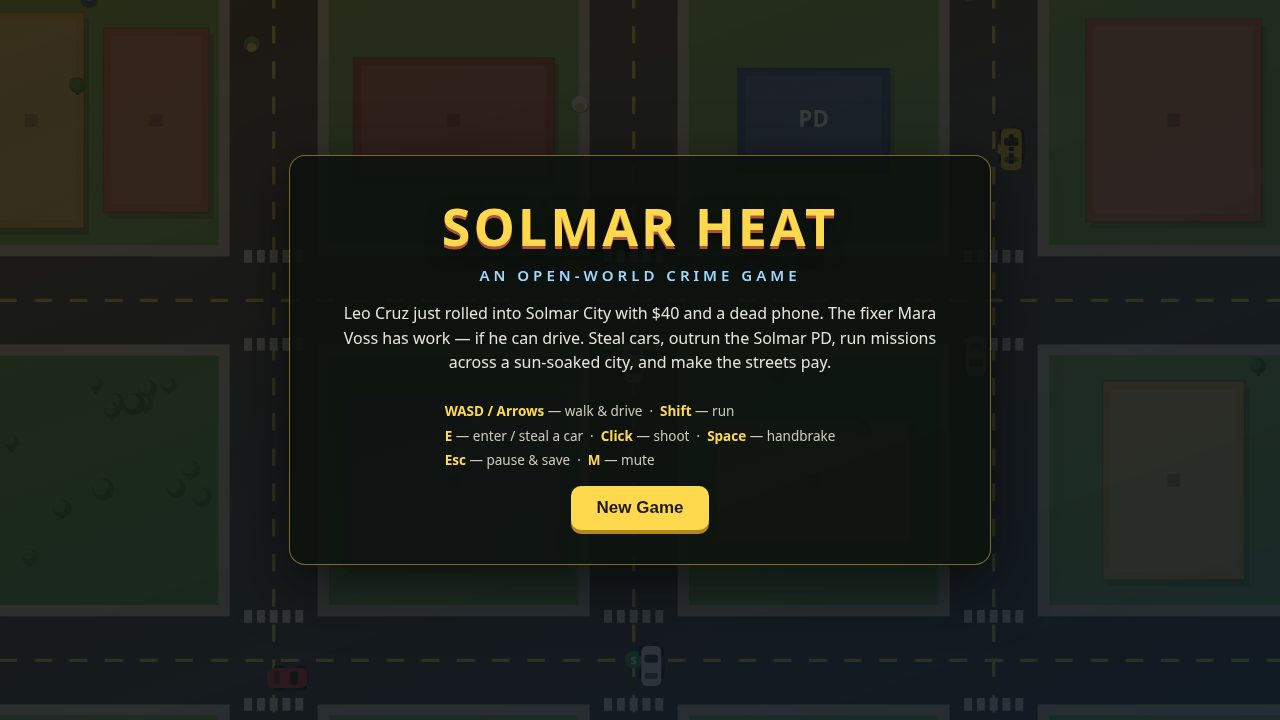 PD
SOLMAR HEAT
AN OPEN-WORLD CRIME GAME
Leo Cruz just rolled into Solmar City with $40 and a dead phone. The fixer Mara
Voss has work — if he can drive. Steal cars, outrun the Solmar PD, run missions
across a sun-soaked city, and make the streets pay.
WASD / Arrows — walk & drive · Shift — run
E — enter / steal a car · Click — shoot · Space — handbrake
Esc — pause & save · M — mute
New Game
S